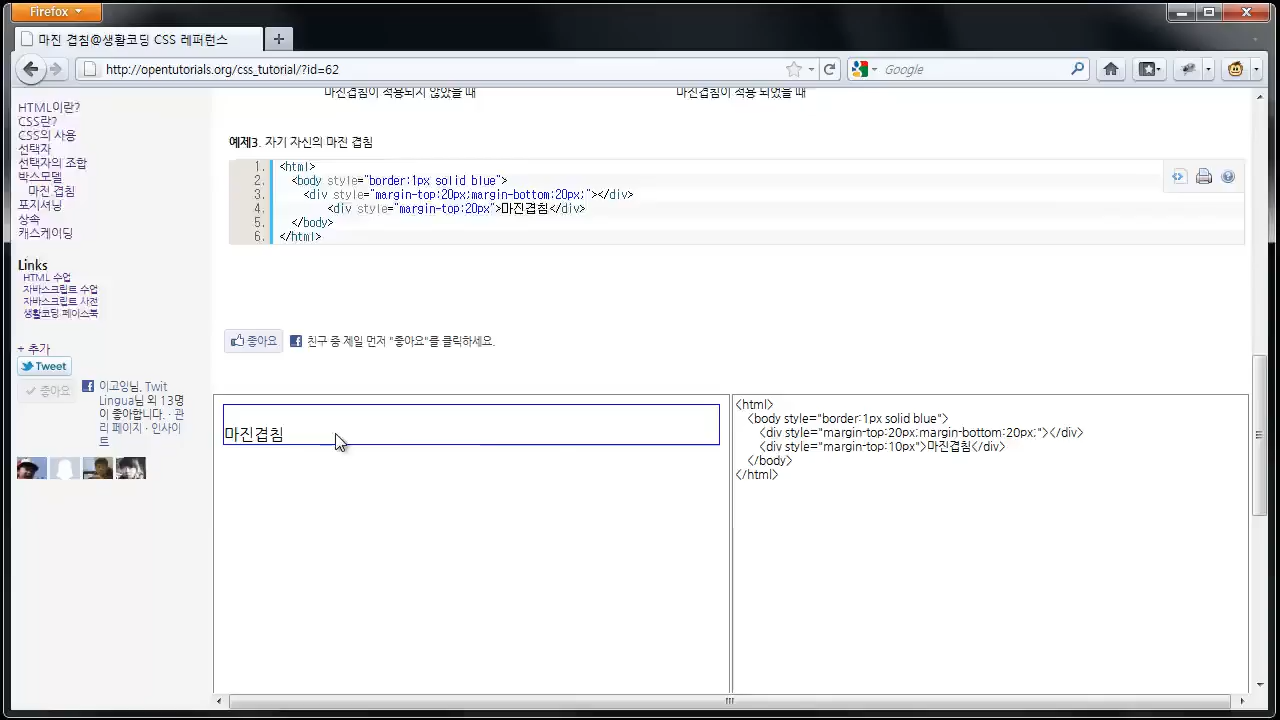 Firefox
마진 겹침@생활코딩 CSS 레퍼런스
http://opentutorials.org/css_tutorial/?id=62
Google
HTML이란?
CSS란?
CSS의 사용
선택자
선택자의 조합
박스모델
마진 겹침
포지셔닝
상속
캐스케이딩
Links
HTML 수업
자바스크립트 수업
자바스크립트 사전
생활코딩 페이스북
+ 추가
Tweet
좋아요
이고잉님, Twit
Lingua님 외 13명
이 좋아합니다. · 관
리 페이지 · 인사이
트
마진겹침이 적용되지 않았을 때
마진겹침이 적용 되었을 때
예제3. 자기 자신의 마진 겹침
1. <html>
2. <body style="border:1px solid blue">
3. <div style="margin-top:20px;margin-bottom:20px;"></div>
4. <div style="margin-top:20px">마진겹침</div>
5. </body>
6. </html>
좋아요
친구 중 제일 먼저 "좋아요"를 클릭하세요.
마진겹침
<html>
<body style="border:1px solid blue">
<div style="margin-top:20px;margin-bottom:20px;"></div>
<div style="margin-top:10px">마진겹침</div>
</body>
</html>